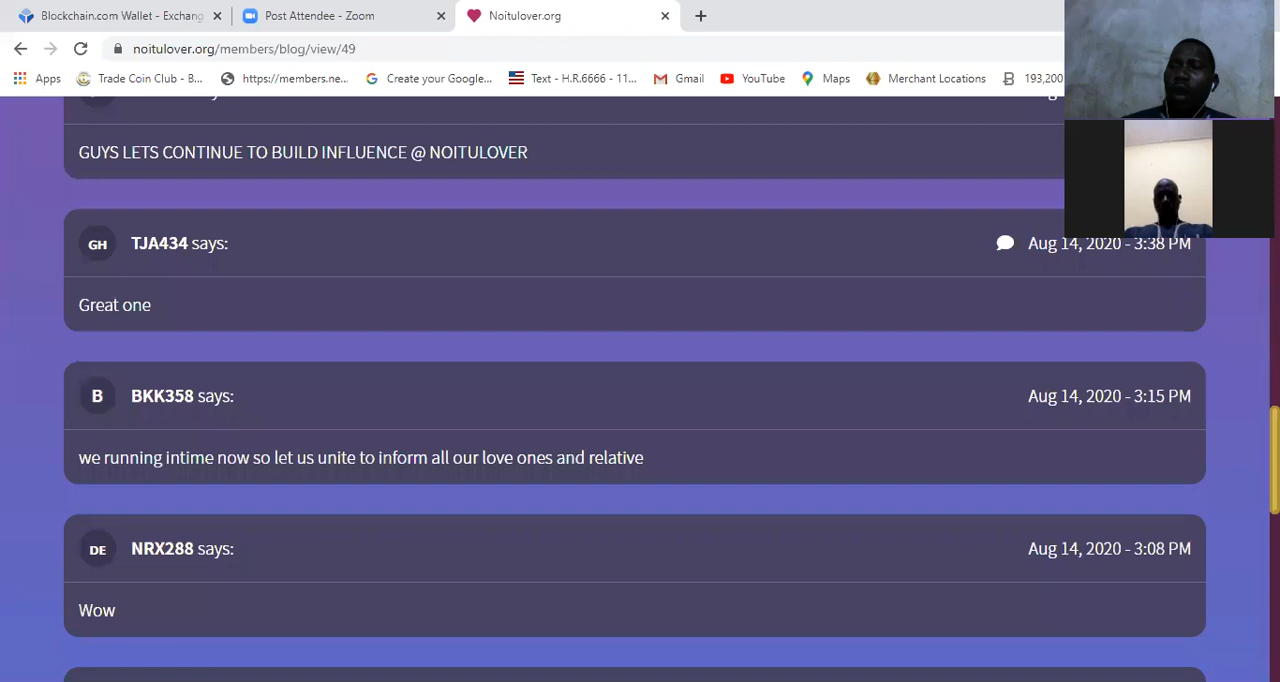 Blockchain.com Wallet - Exchang
Post Attendee - Zoom
Noitulover.org
noitulover.org/members/blog/view/49
Apps
Trade Coin Club - B...
https://members.ne...
Create your Google...
Text - H.R.6666 - 11...
Gmail
YouTube
Maps
Merchant Locations
193,200
GUYS LETS CONTINUE TO BUILD INFLUENCE @ NOITULOVER
GH TJA434 says: Aug 14, 2020 - 3:38 PM
Great one
B BKK358 says: Aug 14, 2020 - 3:15 PM
we running intime now so let us unite to inform all our love ones and relative
DE NRX288 says: Aug 14, 2020 - 3:08 PM
Wow